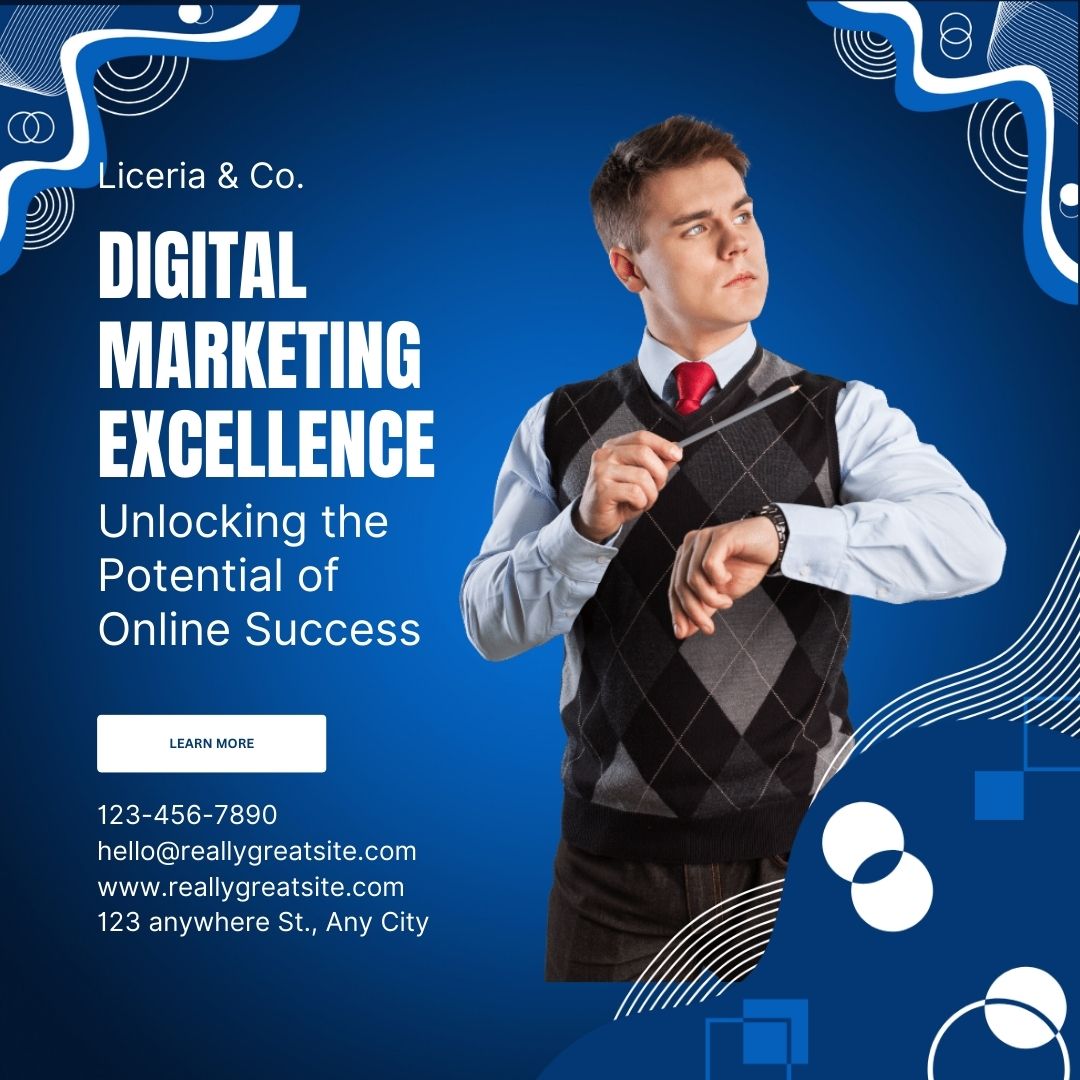 Liceria & Co.
DIGITAL
MARKETING
EXCELLENCE
Unlocking the
Potential of
Online Success
LEARN MORE
123-456-7890
hello@reallygreatsite.com
www.reallygreatsite.com
123 anywhere St., Any City